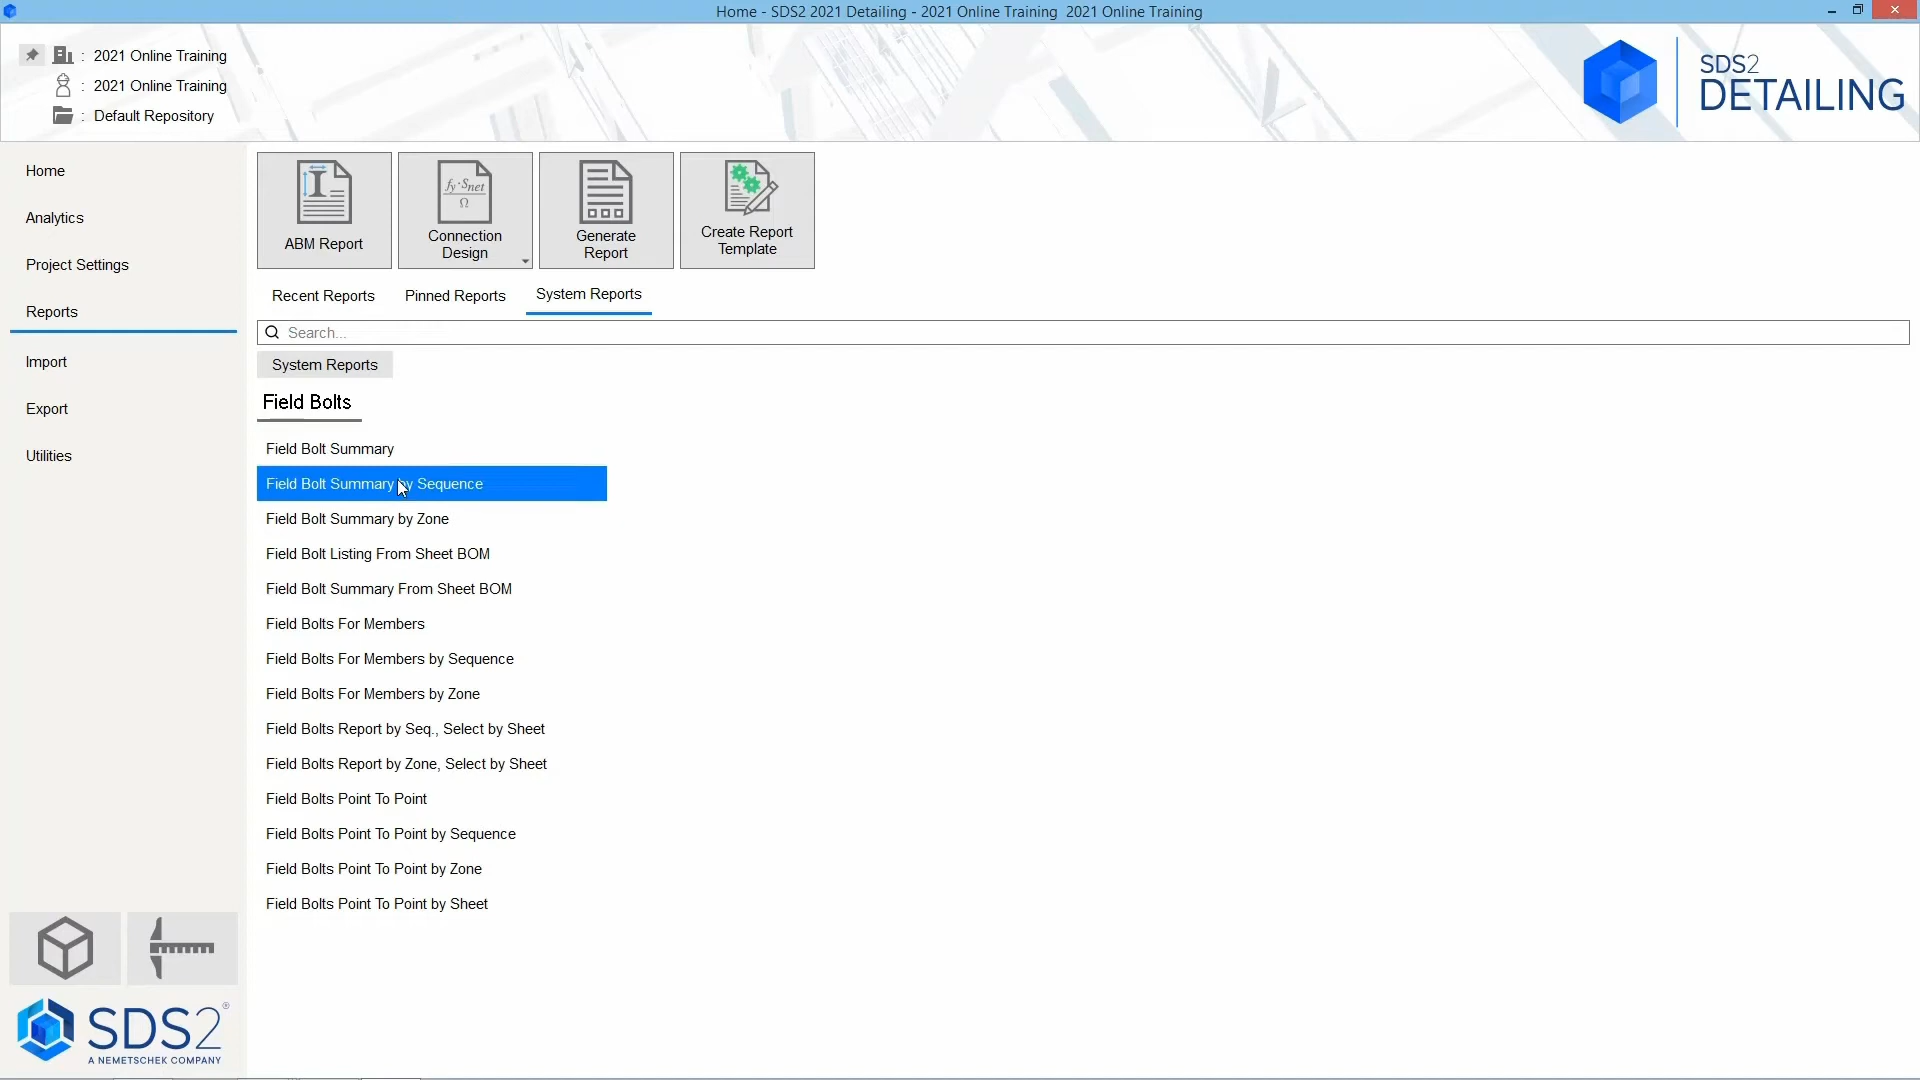 Home - SDS2 2021 Detailing - 2021 Online Training  2021 Online Training
: 2021 Online Training
: 2021 Online Training
: Default Repository
SDS2
DETAILING
Home
Analytics
Project Settings
Reports
Import
Export
Utilities
ABM Report
fy·Snet
Ω
Connection
Design
Generate
Report
Create Report
Template
Recent Reports
Pinned Reports
System Reports
Search...
System Reports
Field Bolts
Field Bolt Summary
Field Bolt Summary by Sequence
Field Bolt Summary by Zone
Field Bolt Listing From Sheet BOM
Field Bolt Summary From Sheet BOM
Field Bolts For Members
Field Bolts For Members by Sequence
Field Bolts For Members by Zone
Field Bolts Report by Seq., Select by Sheet
Field Bolts Report by Zone, Select by Sheet
Field Bolts Point To Point
Field Bolts Point To Point by Sequence
Field Bolts Point To Point by Zone
Field Bolts Point To Point by Sheet
SDS2®
A NEMETSCHEK COMPANY